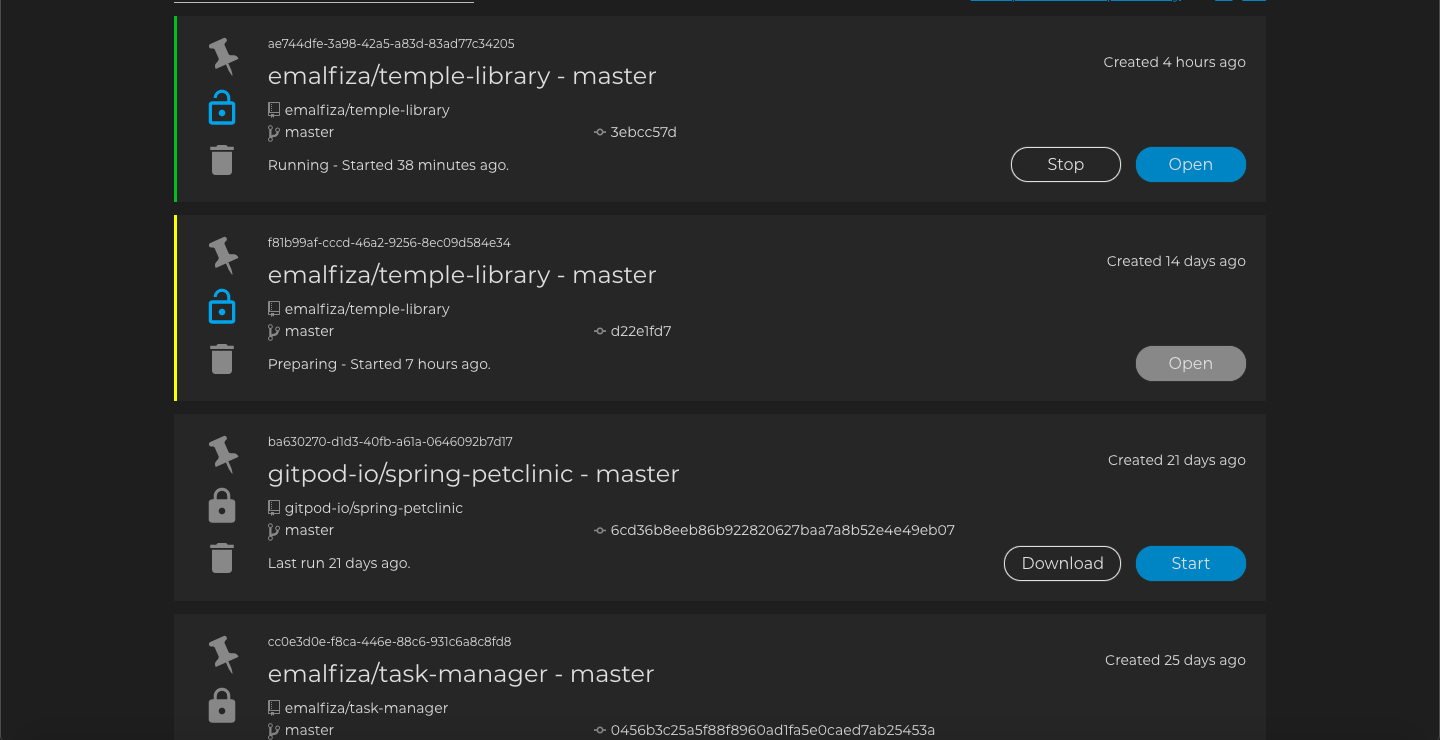 ae744dfe-3a98-42a5-a83d-83ad77c34205
emalfiza/temple-library - master
Created 4 hours ago
emalfiza/temple-library
master 3ebcc57d
Running - Started 38 minutes ago.
Stop Open
f81b99af-cccd-46a2-9256-8ec09d584e34
emalfiza/temple-library - master
Created 14 days ago
emalfiza/temple-library
master d22e1fd7
Preparing - Started 7 hours ago.
Open
ba630270-d1d3-40fb-a61a-0646092b7d17
gitpod-io/spring-petclinic - master
Created 21 days ago
gitpod-io/spring-petclinic
master 6cd36b8eeb86b922820627baa7a8b52e4e49eb07
Last run 21 days ago.
Download Start
cc0e3d0e-f8ca-446e-88c6-931c6a8c8fd8
emalfiza/task-manager - master
Created 25 days ago
emalfiza/task-manager
master 0456b3c25a5f88f8960ad1fa5e0caed7ab25453a